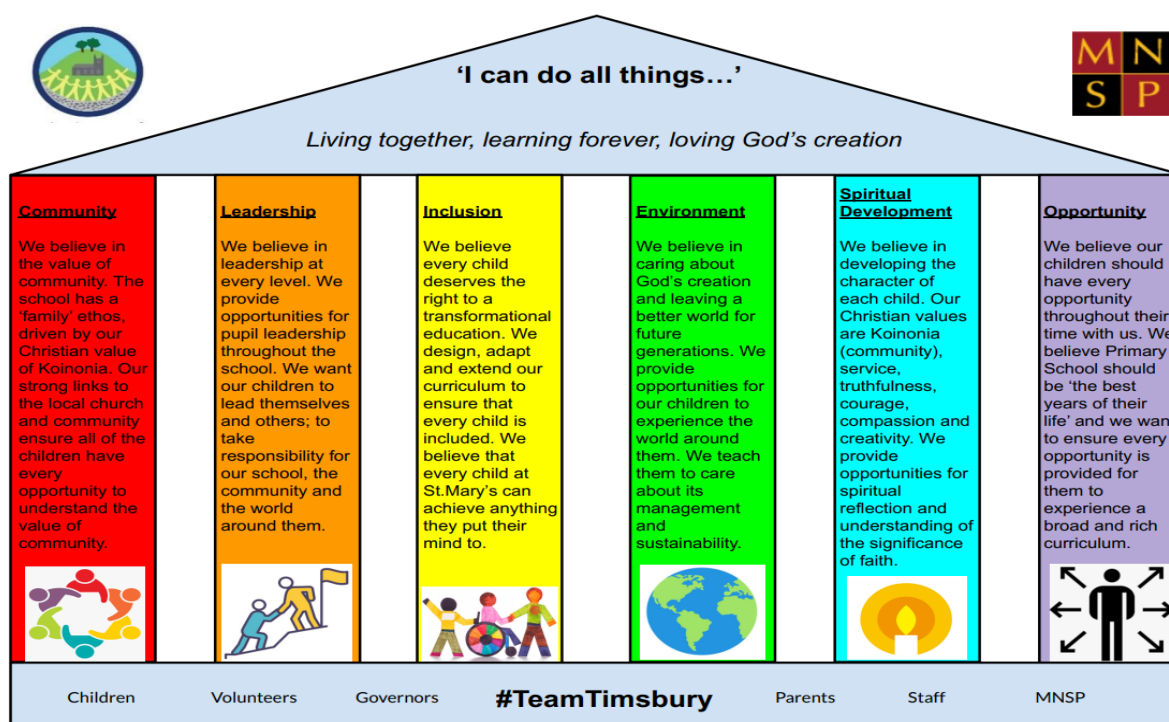 M N
S P
‘I can do all things…’
Living together, learning forever, loving God’s creation
Community
We believe in
the value of
community. The
school has a
‘family’ ethos,
driven by our
Christian value
of Koinonia. Our
strong links to
the local church
and community
ensure all of the
children have
every
opportunity to
understand the
value of
community.
Leadership
We believe in
leadership at
every level. We
provide
opportunities for
pupil leadership
throughout the
school. We want
our children to
lead themselves
and others; to
take
responsibility for
our school, the
community and
the world
around them.
Inclusion
We believe
every child
deserves the
right to a
transformational
education. We
design, adapt
and extend our
curriculum to
ensure that
every child is
included. We
believe that
every child at
St.Mary’s can
achieve anything
they put their
mind to.
Environment
We believe in
caring about
God’s creation
and leaving a
better world for
future
generations. We
provide
opportunities for
our children to
experience the
world around
them. We teach
them to care
about its
management
and
sustainability.
Spiritual
Development
We believe in
developing the
character of
each child. Our
Christian values
are Koinonia
(community),
service,
truthfulness,
courage,
compassion and
creativity. We
provide
opportunities for
spiritual
reflection and
understanding of
the significance
of faith.
Opportunity
We believe our
children should
have every
opportunity
throughout their
time with us. We
believe Primary
School should
be ‘the best
years of their
life’ and we want
to ensure every
opportunity is
provided for
them to
experience a
broad and rich
curriculum.
Children Volunteers Governors #TeamTimsbury Parents Staff MNSP